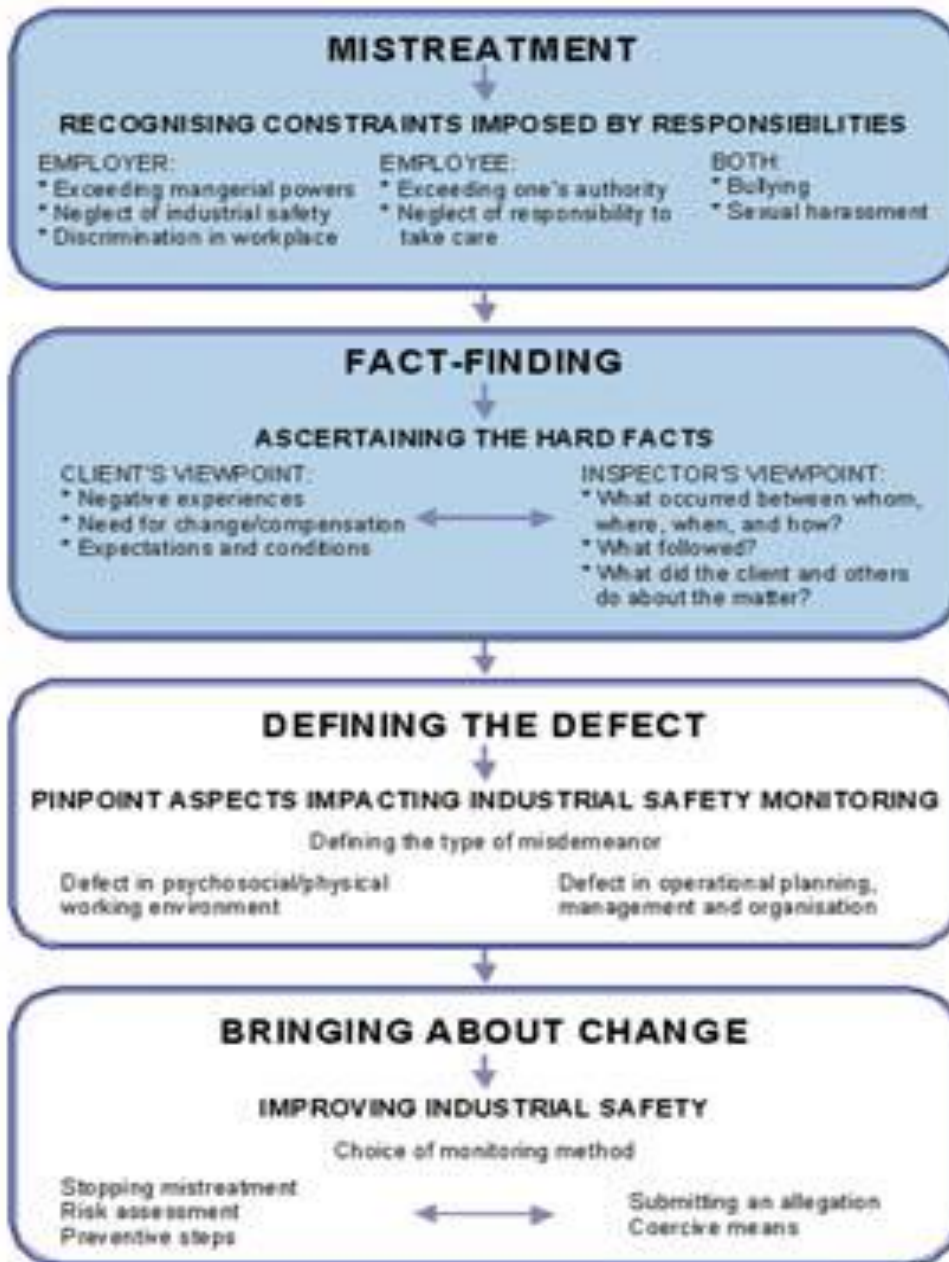 MISTREATMENT
RECOGNISING CONSTRAINTS IMPOSED BY RESPONSIBILITIES
EMPLOYER:
* Exceeding mangerial powers
* Neglect of industrial safety
* Discrimination in workplace
EMPLOYEE:
* Exceeding one's authority
* Neglect of responsibility to
take care
BOTH:
* Bullying
* Sexual harassment
FACT-FINDING
ASCERTAINING THE HARD FACTS
CLIENT'S VIEWPOINT:
* Negative experiences
* Need for change/compensation
* Expectations and conditions
INSPECTOR'S VIEWPOINT:
* What occurred between whom,
where, when, and how?
* What followed?
* What did the client and others
do about the matter?
DEFINING THE DEFECT
PINPOINT ASPECTS IMPACTING INDUSTRIAL SAFETY MONITORING
Defining the type of misdemeanor
Defect in psychosocial/physical
working environment
Defect in operational planning,
management and organisation
BRINGING ABOUT CHANGE
IMPROVING INDUSTRIAL SAFETY
Choice of monitoring method
Stopping mistreatment
Risk assessment
Preventive steps
Submitting an allegation
Coercive means